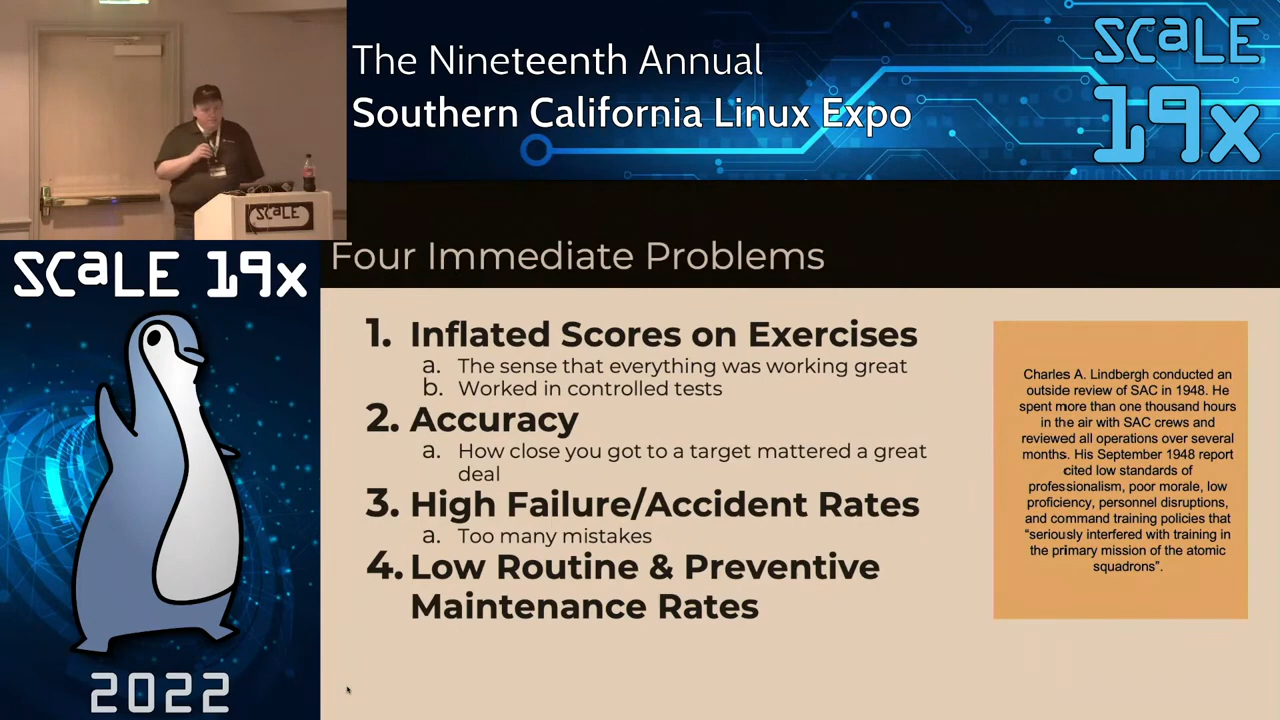 The Nineteenth Annual
Southern California Linux Expo
SCaLE
19x
SCaLE
SCaLE 19x
2022
Four Immediate Problems
1. Inflated Scores on Exercises
a. The sense that everything was working great
b. Worked in controlled tests
2. Accuracy
a. How close you got to a target mattered a great
deal
3. High Failure/Accident Rates
a. Too many mistakes
4. Low Routine & Preventive
Maintenance Rates
Charles A. Lindbergh conducted an
outside review of SAC in 1948. He
spent more than one thousand hours
in the air with SAC crews and
reviewed all operations over several
months. His September 1948 report
cited low standards of
professionalism, poor morale, low
proficiency, personnel disruptions,
and command training policies that
“seriously interfered with training in
the primary mission of the atomic
squadrons”.